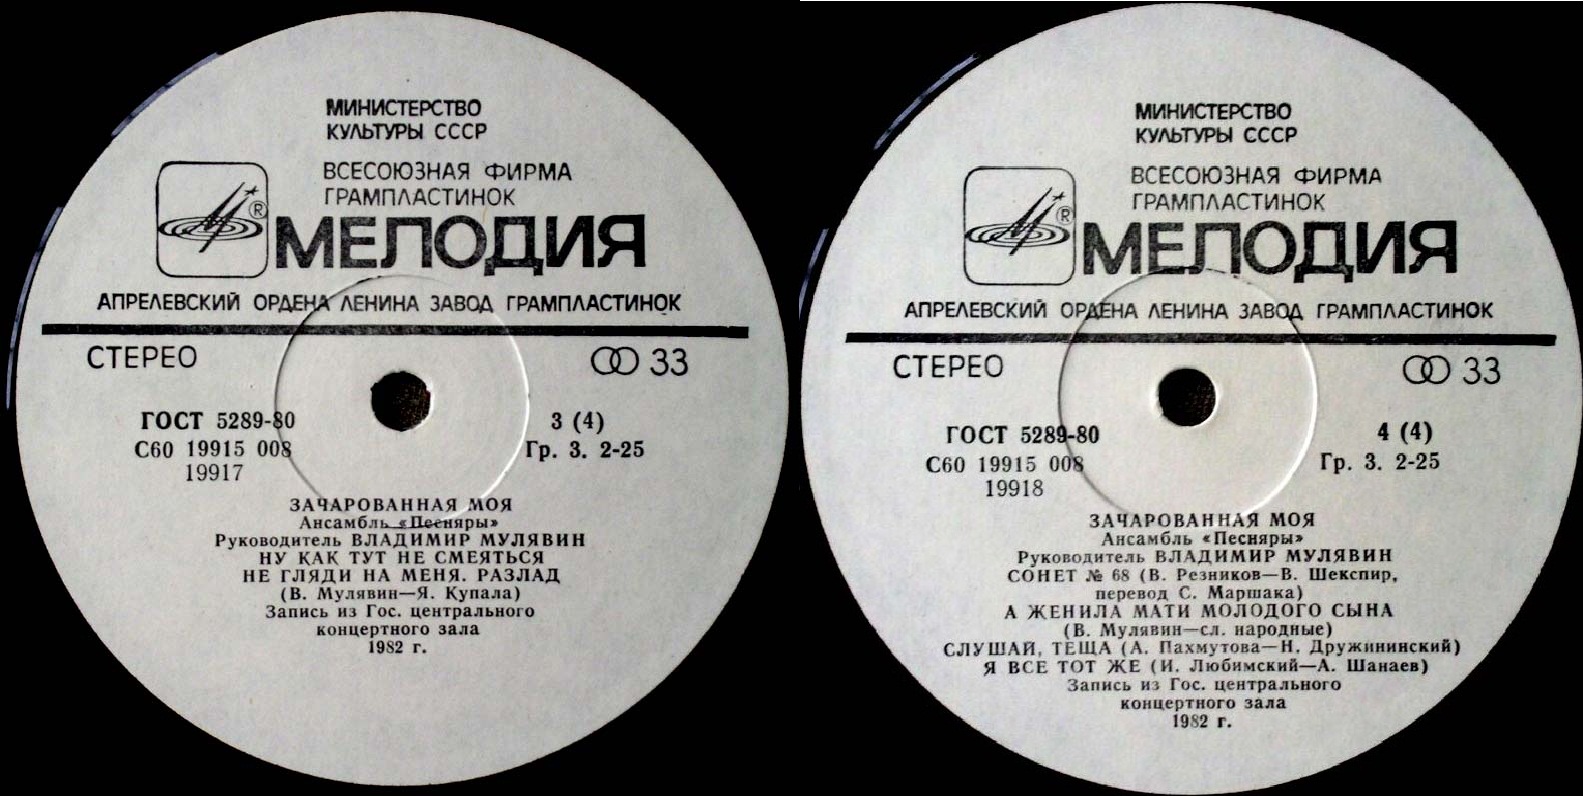 МИНИСТЕРСТВО
КУЛЬТУРЫ СССР
ВСЕСОЮЗНАЯ ФИРМА
ГРАМПЛАСТИНОК
®
МЕЛОДИЯ
АПРЕЛЕВСКИЙ ОРДЕНА ЛЕНИНА ЗАВОД ГРАМПЛАСТИНОК
СТЕРЕО 33
ГОСТ 5289-80 3 (4)
С60 19915 008 Гр. 3. 2-25
19917
ЗАЧАРОВАННАЯ МОЯ
Ансамбль «Песняры»
Руководитель ВЛАДИМИР МУЛЯВИН
НУ КАК ТУТ НЕ СМЕЯТЬСЯ
НЕ ГЛЯДИ НА МЕНЯ. РАЗЛАД
(В. Мулявин—Я. Купала)
Запись из Гос. центрального
концертного зала
1982 г.
МИНИСТЕРСТВО
КУЛЬТУРЫ СССР
ВСЕСОЮЗНАЯ ФИРМА
ГРАМПЛАСТИНОК
®
МЕЛОДИЯ
АПРЕЛЕВСКИЙ ОРДЕНА ЛЕНИНА ЗАВОД ГРАМПЛАСТИНОК
СТЕРЕО 33
ГОСТ 5289-80 4 (4)
С60 19915 008 Гр. 3. 2-25
19918
ЗАЧАРОВАННАЯ МОЯ
Ансамбль «Песняры»
Руководитель ВЛАДИМИР МУЛЯВИН
СОНЕТ № 68 (В. Резников—В. Шекспир,
перевод С. Маршака)
А ЖЕНИЛА МАТИ МОЛОДОГО СЫНА
(В. Мулявин—сл. народные)
СЛУШАЙ, ТЕЩА (А. Пахмутова—Н. Дружининский)
Я ВСЕ ТОТ ЖЕ (И. Любимский—А. Шанаев)
Запись из Гос. центрального
концертного зала
1982 г.